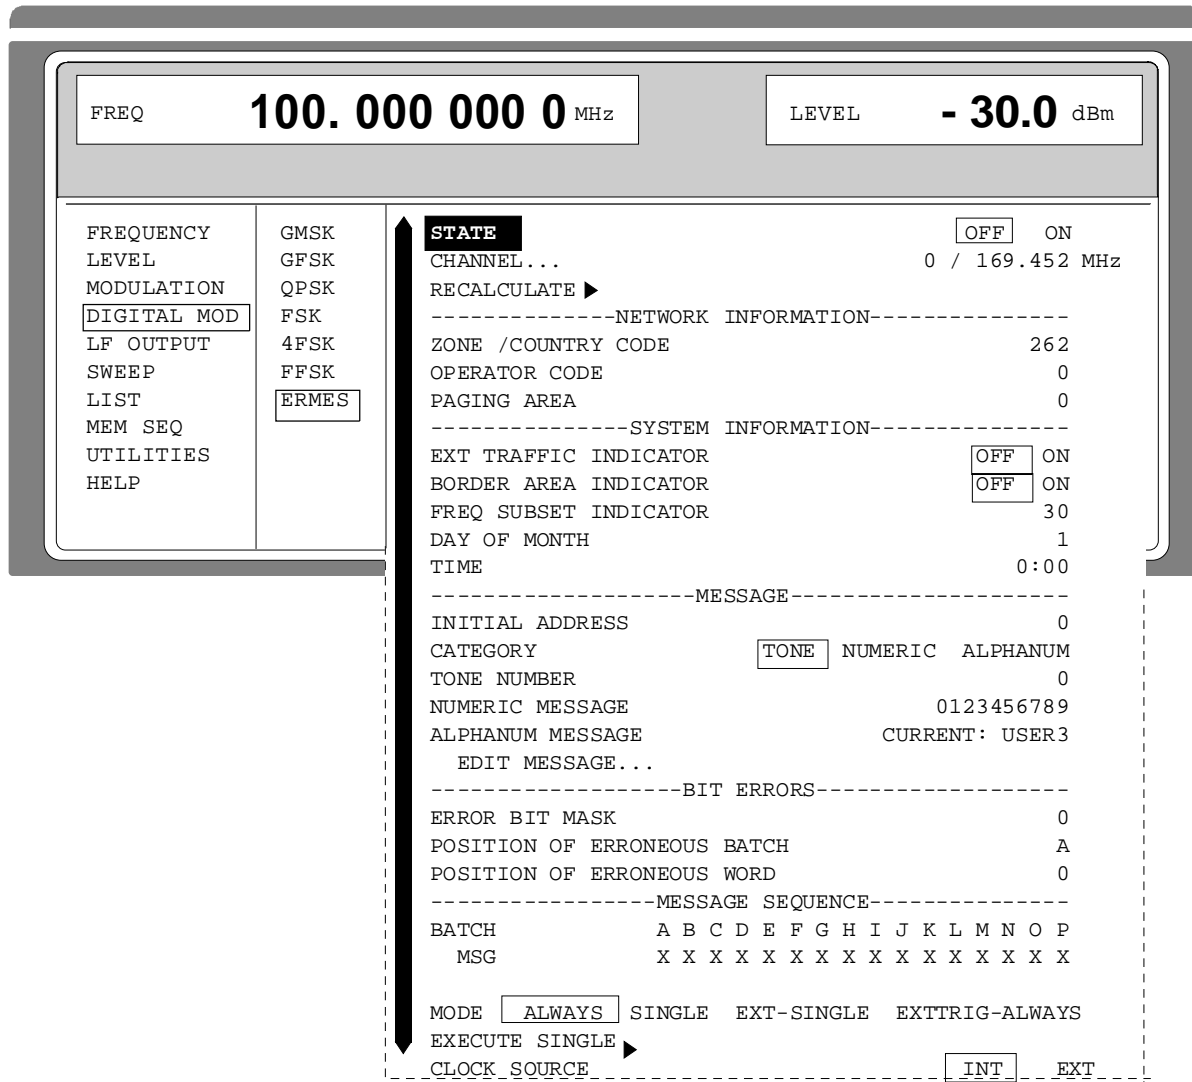 FREQ 100. 000 000 0 MHz LEVEL - 30.0 dBm
FREQUENCY
LEVEL
MODULATION
DIGITAL MOD
LF OUTPUT
SWEEP
LIST
MEM SEQ
UTILITIES
HELP
GMSK
GFSK
QPSK
FSK
4FSK
FFSK
ERMES
STATE OFF ON
CHANNEL... 0 / 169.452 MHz
RECALCULATE
--------------NETWORK INFORMATION---------------
ZONE /COUNTRY CODE 262
OPERATOR CODE 0
PAGING AREA 0
---------------SYSTEM INFORMATION---------------
EXT TRAFFIC INDICATOR OFF ON
BORDER AREA INDICATOR OFF ON
FREQ SUBSET INDICATOR 30
DAY OF MONTH 1
TIME 0:00
--------------------MESSAGE---------------------
INITIAL ADDRESS 0
CATEGORY TONE NUMERIC ALPHANUM
TONE NUMBER 0
NUMERIC MESSAGE 0123456789
ALPHANUM MESSAGE CURRENT: USER3
EDIT MESSAGE...
-------------------BIT ERRORS-------------------
ERROR BIT MASK 0
POSITION OF ERRONEOUS BATCH A
POSITION OF ERRONEOUS WORD 0
-----------------MESSAGE SEQUENCE---------------
BATCH A B C D E F G H I J K L M N O P
MSG X X X X X X X X X X X X X X X X
MODE ALWAYS SINGLE EXT-SINGLE EXTTRIG-ALWAYS
EXECUTE SINGLE
CLOCK SOURCE INT EXT